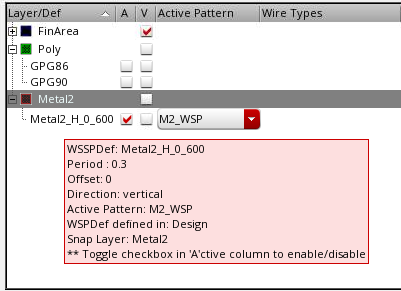 Layer/Def A V Active Pattern Wire Types
FinArea
Poly
GPG86
GPG90
Metal2
Metal2_H_0_600 M2_WSP
WSSPDef: Metal2_H_0_600
Period : 0.3
Offset: 0
Direction: vertical
Active Pattern: M2_WSP
WSPDef defined in: Design
Snap Layer: Metal2
** Toggle checkbox in 'A'ctive column to enable/disable